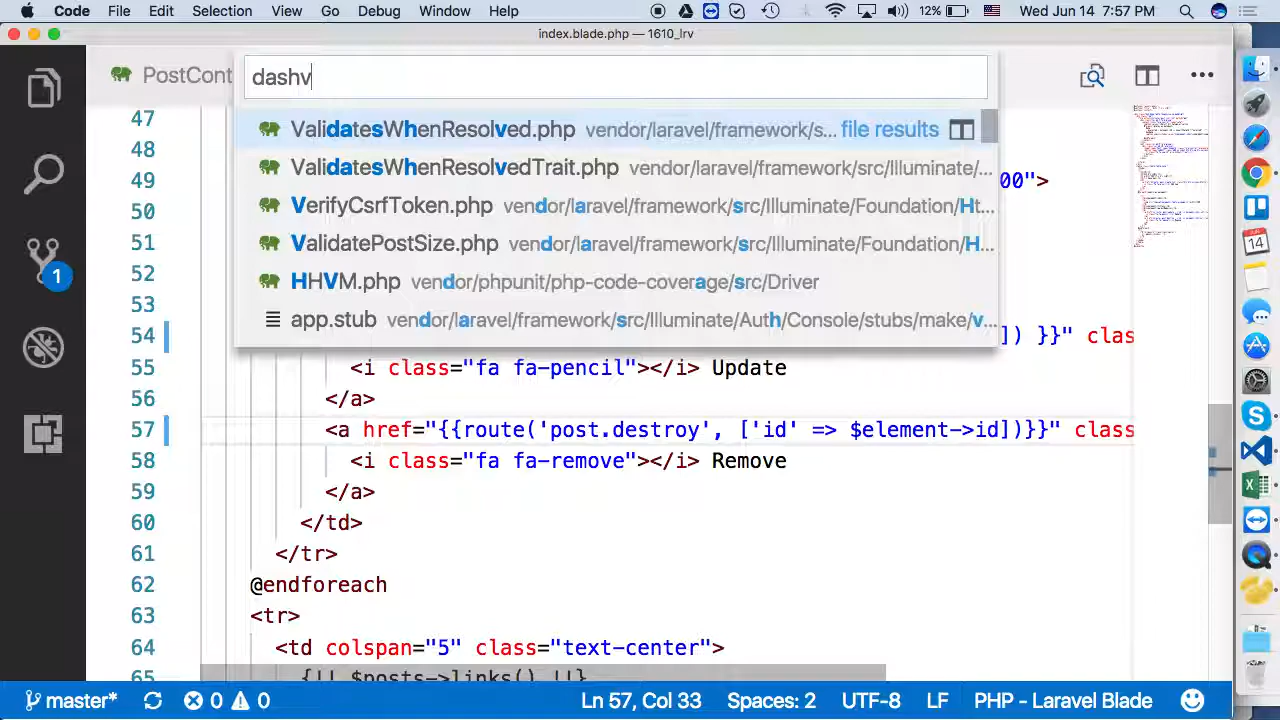 Code File Edit Selection View Go Debug Window Help 12% Wed Jun 14 7:57 PM
index.blade.php — 1610_lrv
PostCont
dashv
ValidatesWhenResolved.php vendor/laravel/framework/s... file results
ValidatesWhenResolvedTrait.php vendor/laravel/framework/src/Illuminate/...
VerifyCsrfToken.php vendor/laravel/framework/src/Illuminate/Foundation/Ht...
ValidatePostSize.php vendor/laravel/framework/src/Illuminate/Foundation/H...
HHVM.php vendor/phpunit/php-code-coverage/src/Driver
app.stub vendor/laravel/framework/src/Illuminate/Auth/Console/stubs/make/v...
47
48
49 00">
50
51
52
53
54 ]) }}" clas
55 <i class="fa fa-pencil"></i> Update
56 </a>
57 <a href="{{route('post.destroy', ['id' => $element->id])}}" class
58 <i class="fa fa-remove"></i> Remove
59 </a>
60 </td>
61 </tr>
62 @endforeach
63 <tr>
64 <td colspan="5" class="text-center">
65 {!! $posts->links() !!}
1
master* 0 0 Ln 57, Col 33 Spaces: 2 UTF-8 LF PHP - Laravel Blade